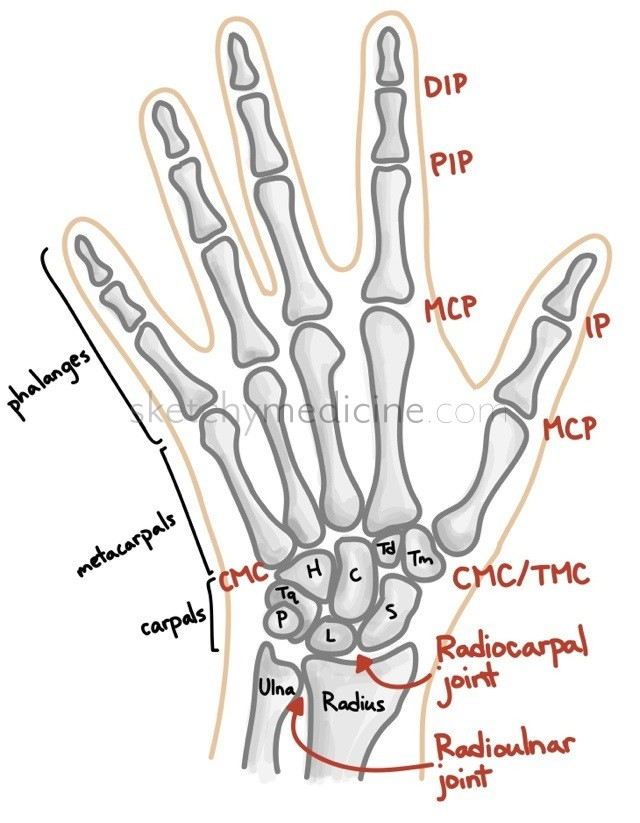 DIP
PIP
MCP
IP
MCP
phalanges
sketchymedicine.com
metacarpals
CMC
carpals
H
C
Td
Tm
CMC/TMC
Tq
P
L
S
Radiocarpal
joint
Ulna
Radius
Radioulnar
joint